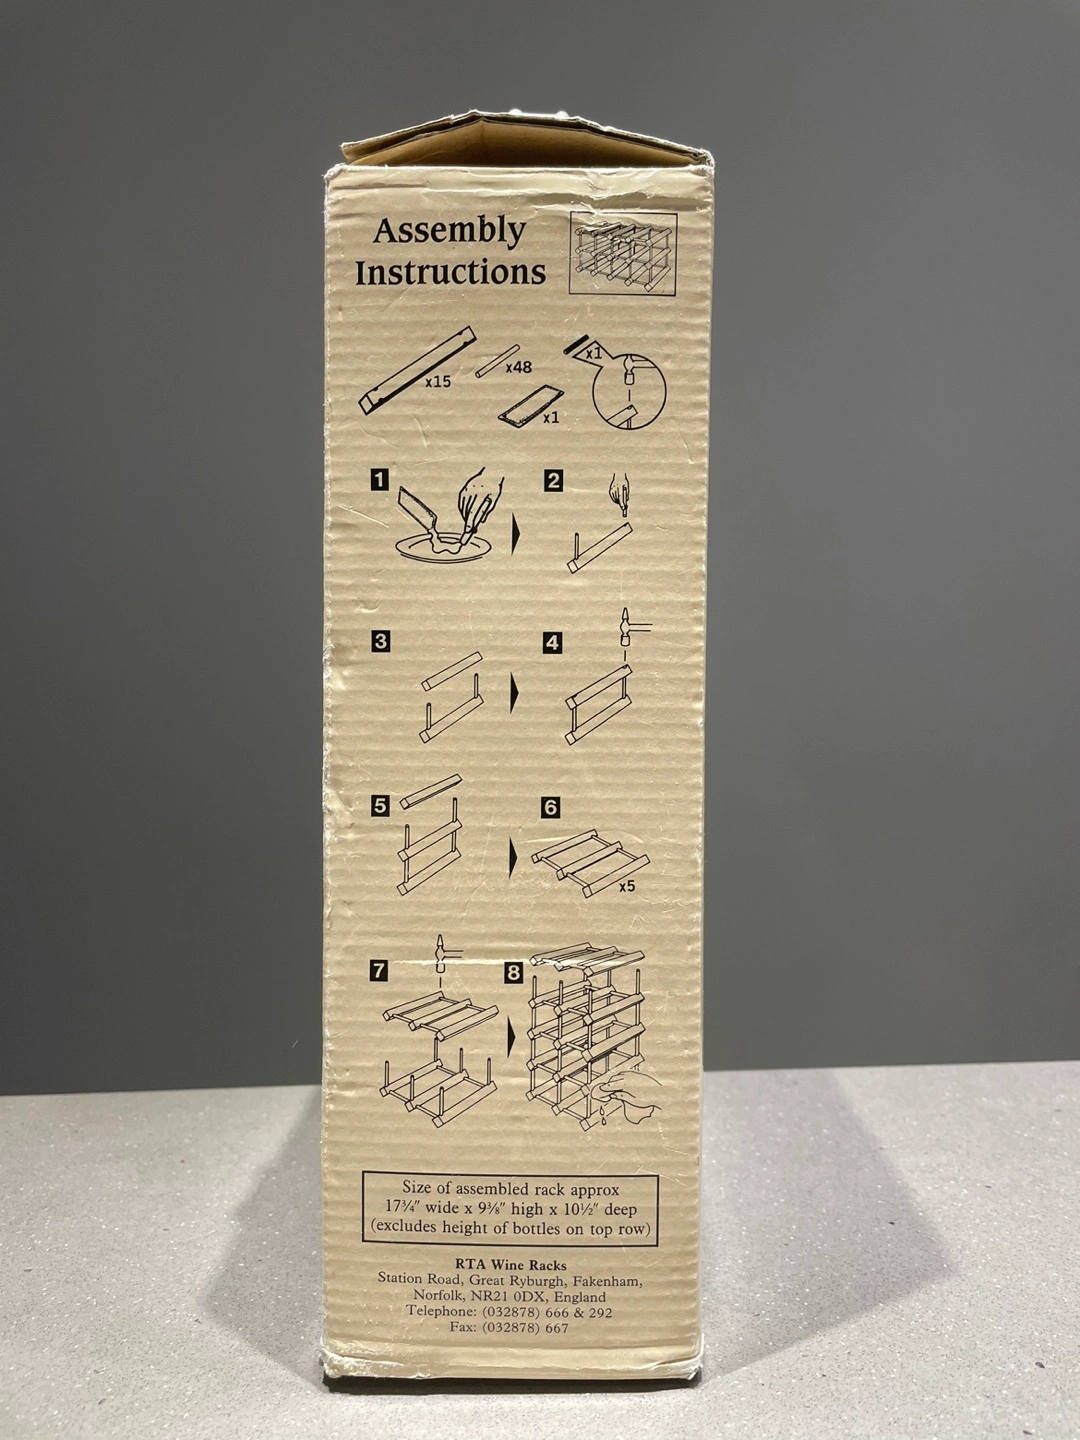 Assembly
Instructions
x15
x48
x1
x1
1
2
3
4
5
6
x5
7
8
Size of assembled rack approx
17¾" wide x 9⅜" high x 10½" deep
(excludes height of bottles on top row)
RTA Wine Racks
Station Road, Great Ryburgh, Fakenham,
Norfolk, NR21 0DX, England
Telephone: (032878) 666 & 292
Fax: (032878) 667